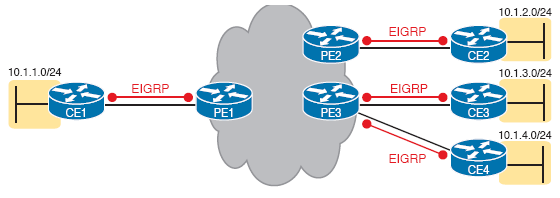 10.1.1.0/24
CE1
EIGRP
PE1
PE2
EIGRP
CE2
10.1.2.0/24
PE3
EIGRP
CE3
10.1.3.0/24
EIGRP
CE4
10.1.4.0/24